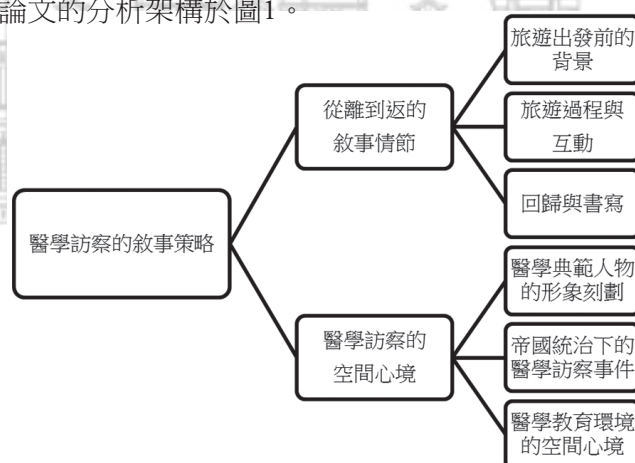 論文的分析架構於圖1。
旅遊出發前的
背景
從離到返的
敘事情節
旅遊過程與
互動
回歸與書寫
醫學訪察的敘事策略
醫學典範人物
的形象刻劃
醫學訪察的
空間心境
帝國統治下的
醫學訪察事件
醫學教育環境
的空間心境